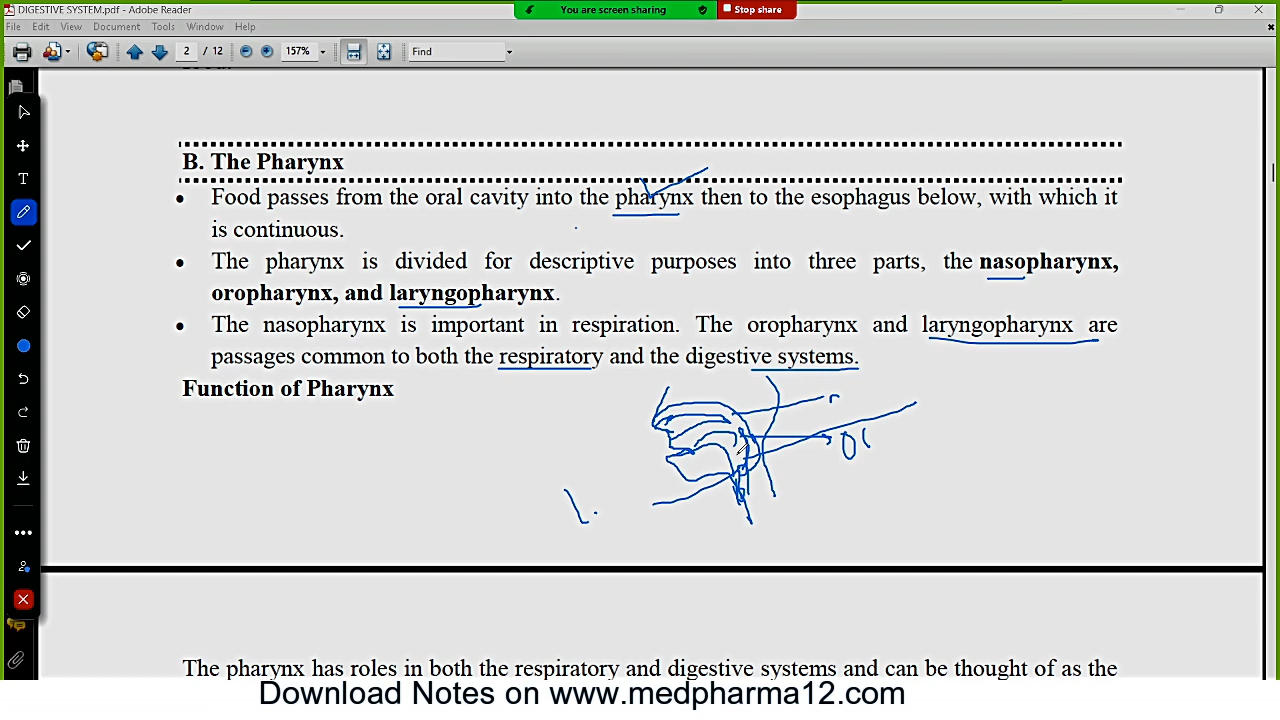 DIGESTIVE SYSTEM.pdf - Adobe Reader
You are screen sharing
Stop share
File Edit View Document Tools Window Help
2 / 12
157%
Find
B. The Pharynx
• Food passes from the oral cavity into the pharynx then to the esophagus below, with which it
is continuous.
• The pharynx is divided for descriptive purposes into three parts, the nasopharynx,
oropharynx, and laryngopharynx.
• The nasopharynx is important in respiration. The oropharynx and laryngopharynx are
passages common to both the respiratory and the digestive systems.
Function of Pharynx
The pharynx has roles in both the respiratory and digestive systems and can be thought of as the
Download Notes on www.medpharma12.com